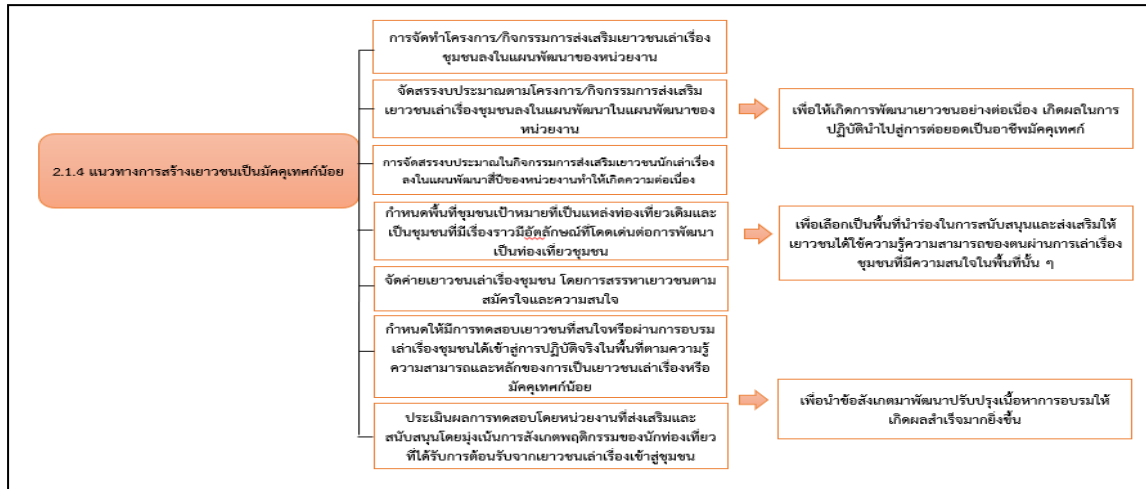 การจัดทำโครงการ/กิจกรรมการส่งเสริมเยาวชนเล่าเรื่อง
ชุมชนลงในแผนพัฒนาของหน่วยงาน
จัดสรรงบประมาณตามโครงการ/กิจกรรมการส่งเสริม
เยาวชนเล่าเรื่องชุมชนลงในแผนพัฒนาในแผนพัฒนาของ
หน่วยงาน
เพื่อให้เกิดการพัฒนาเยาวชนอย่างต่อเนื่อง เกิดผลในการ
ปฏิบัตินำไปสู่การต่อยอดเป็นอาชีพมัคคุเทศก์
2.1.4 แนวทางการสร้างเยาวชนเป็นมัคคุเทศก์น้อย
การจัดสรรงบประมาณในกิจกรรมการส่งเสริมเยาวชนนักเล่าเรื่อง
ลงในแผนพัฒนาสี่ปีของหน่วยงานทำให้เกิดความต่อเนื่อง
กำหนดพื้นที่ชุมชนเป้าหมายที่เป็นแหล่งท่องเที่ยวเดิมและ
เป็นชุมชนที่มีเรื่องราวมีอัตลักษณ์ที่โดดเด่นต่อการพัฒนา
เป็นท่องเที่ยวชุมชน
เพื่อเลือกเป็นพื้นที่นำร่องในการสนับสนุนและส่งเสริมให้
เยาวชนได้ใช้ความรู้ความสามารถของตนผ่านการเล่าเรื่อง
ชุมชนที่มีความสนใจในพื้นที่นั้น ๆ
จัดค่ายเยาวชนเล่าเรื่องชุมชน โดยการสรรหาเยาวชนตาม
สมัครใจและความสนใจ
กำหนดให้มีการทดสอบเยาวชนที่สนใจหรือผ่านการอบรม
เล่าเรื่องชุมชนได้เข้าสู่การปฏิบัติจริงในพื้นที่ตามความรู้
ความสามารถและหลักของการเป็นเยาวชนเล่าเรื่องหรือ
มัคคุเทศก์น้อย
เพื่อนำข้อสังเกตมาพัฒนาปรับปรุงเนื้อหาการอบรมให้
เกิดผลสำเร็จมากยิ่งขึ้น
ประเมินผลการทดสอบโดยหน่วยงานที่ส่งเสริมและ
สนับสนุนโดยมุ่งเน้นการสังเกตพฤติกรรมของนักท่องเที่ยว
ที่ได้รับการต้อนรับจากเยาวชนเล่าเรื่องเข้าสู่ชุมชน